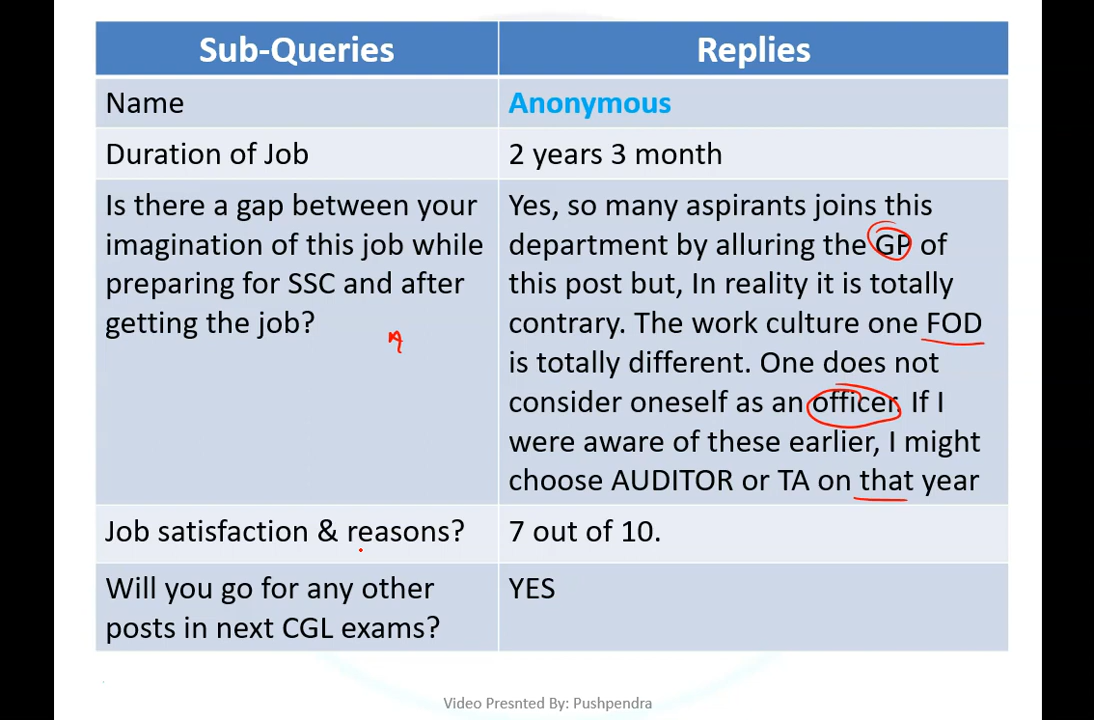 Sub-Queries
Replies
Name
Anonymous
Duration of Job
2 years 3 month
Is there a gap between your
imagination of this job while
preparing for SSC and after
getting the job?
Yes, so many aspirants joins this
department by alluring the GP of
this post but, In reality it is totally
contrary. The work culture one FOD
is totally different. One does not
consider oneself as an officer. If I
were aware of these earlier, I might
choose AUDITOR or TA on that year
Job satisfaction & reasons?
7 out of 10.
Will you go for any other
posts in next CGL exams?
YES
Video Presnted By: Pushpendra